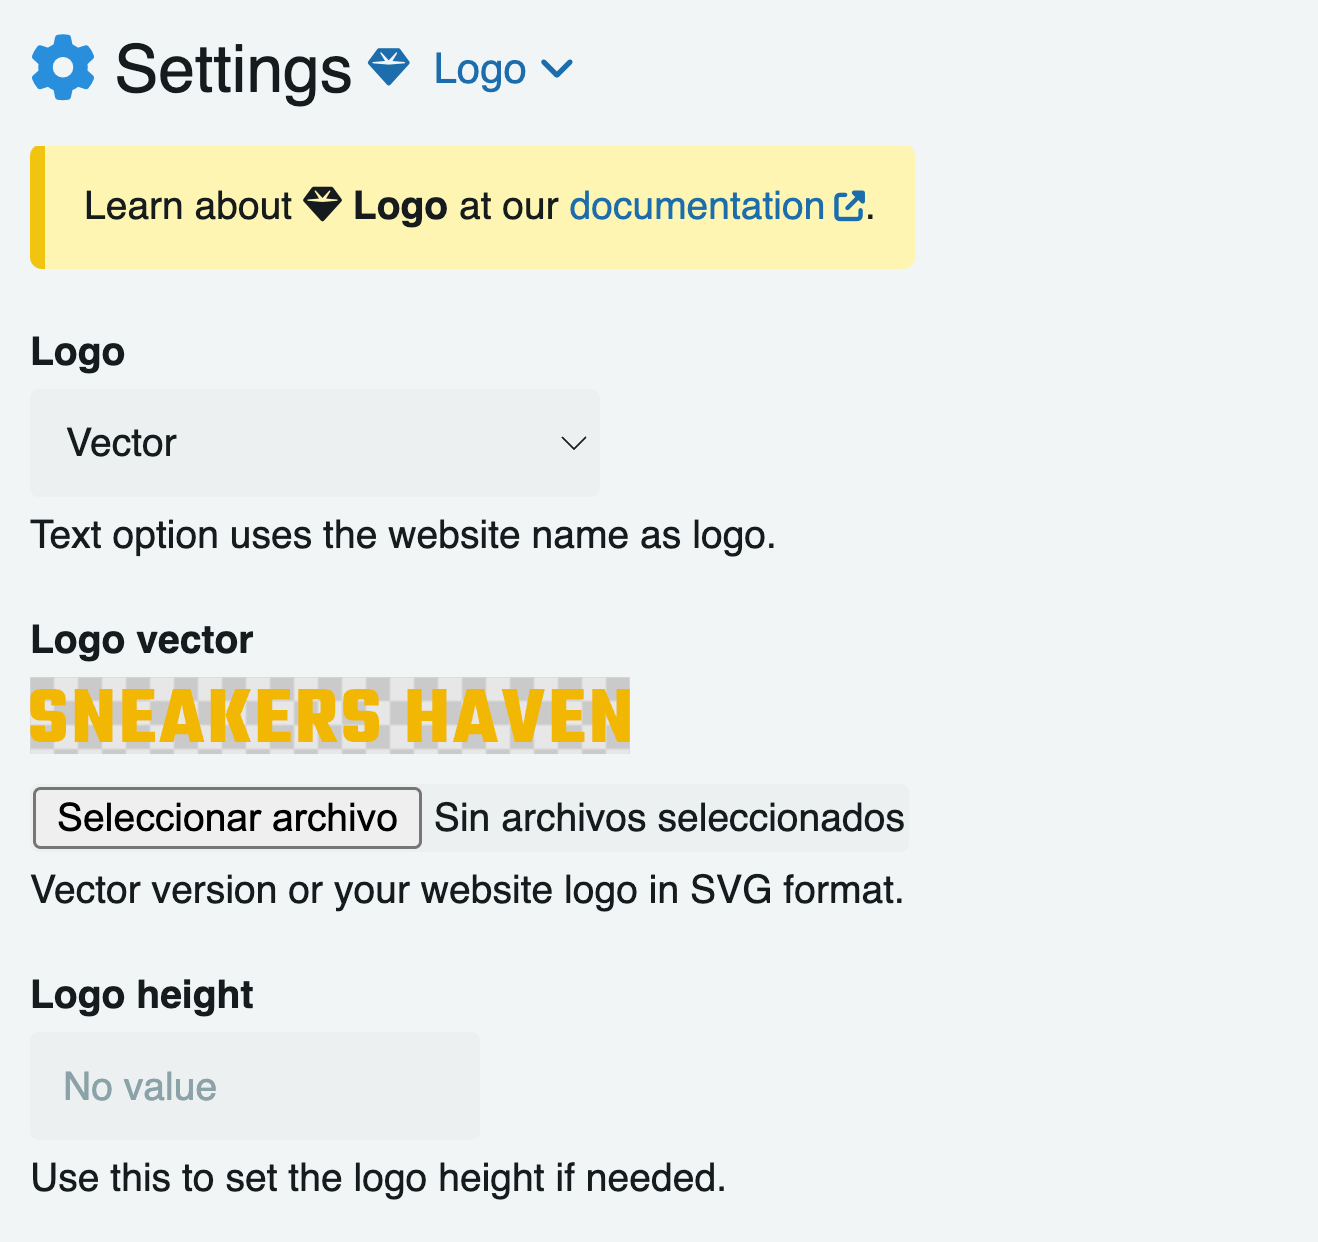 Settings Logo
Learn about Logo at our documentation.
Logo
Vector
Text option uses the website name as logo.
Logo vector
SNEAKERS HAVEN
Seleccionar archivo Sin archivos seleccionados
Vector version or your website logo in SVG format.
Logo height
No value
Use this to set the logo height if needed.